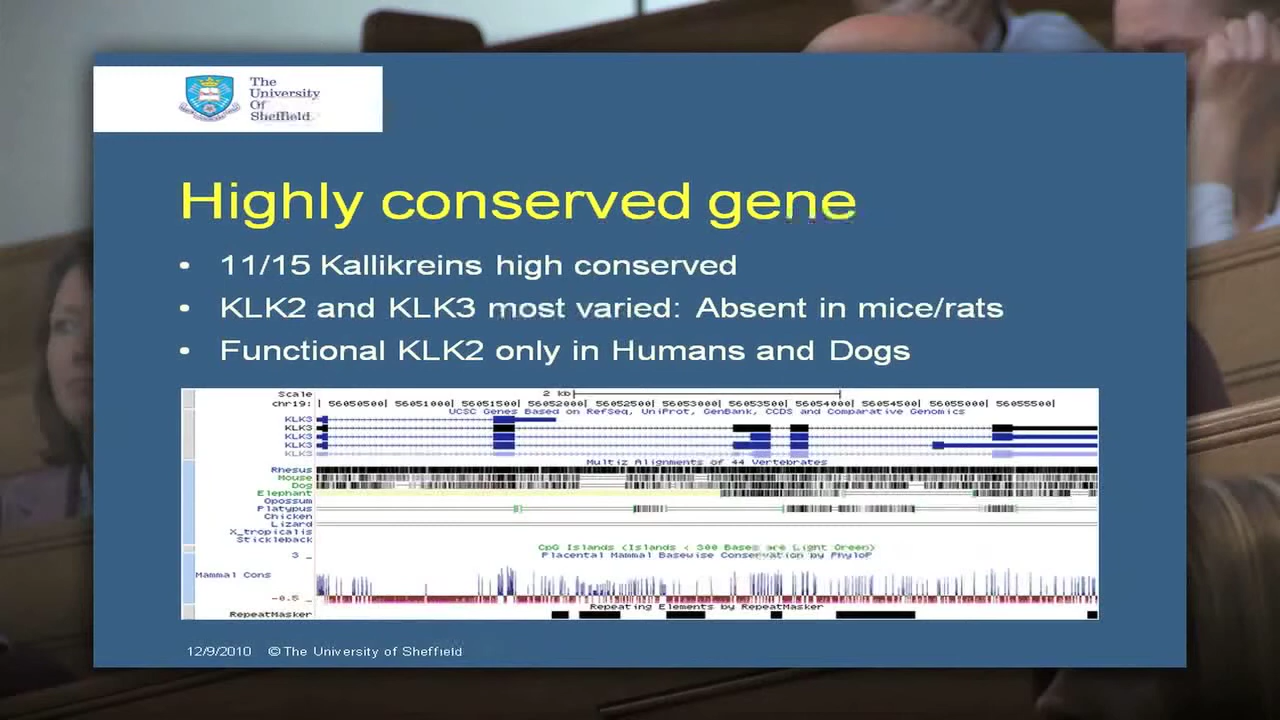 The
University
Of
Sheffield.
Highly conserved gene
• 11/15 Kallikreins high conserved
• KLK2 and KLK3 most varied: Absent in mice/rats
• Functional KLK2 only in Humans and Dogs
Scale 2 kb
chr19: 56050500 56051000 56051500 56052000 56052500 56053000 56053500 56054000 56054500 56055000 56055500
UCSC Genes Based on RefSeq, UniProt, GenBank, CCDS and Comparative Genomics
KLK3
KLK3
KLK3
KLK3
KLK3
Multiz Alignments of 44 Vertebrates
Rhesus
Mouse
Dog
Elephant
Opossum
Platypus
Chicken
Lizard
X_tropicalis
Stickleback
CpG Islands (Islands < 300 Bases are Light Green)
Placental Mammal Basewise Conservation by PhyloP
3 _
Mammal Cons
-0.5 _
Repeating Elements by RepeatMasker
RepeatMasker
12/9/2010 © The University of Sheffield